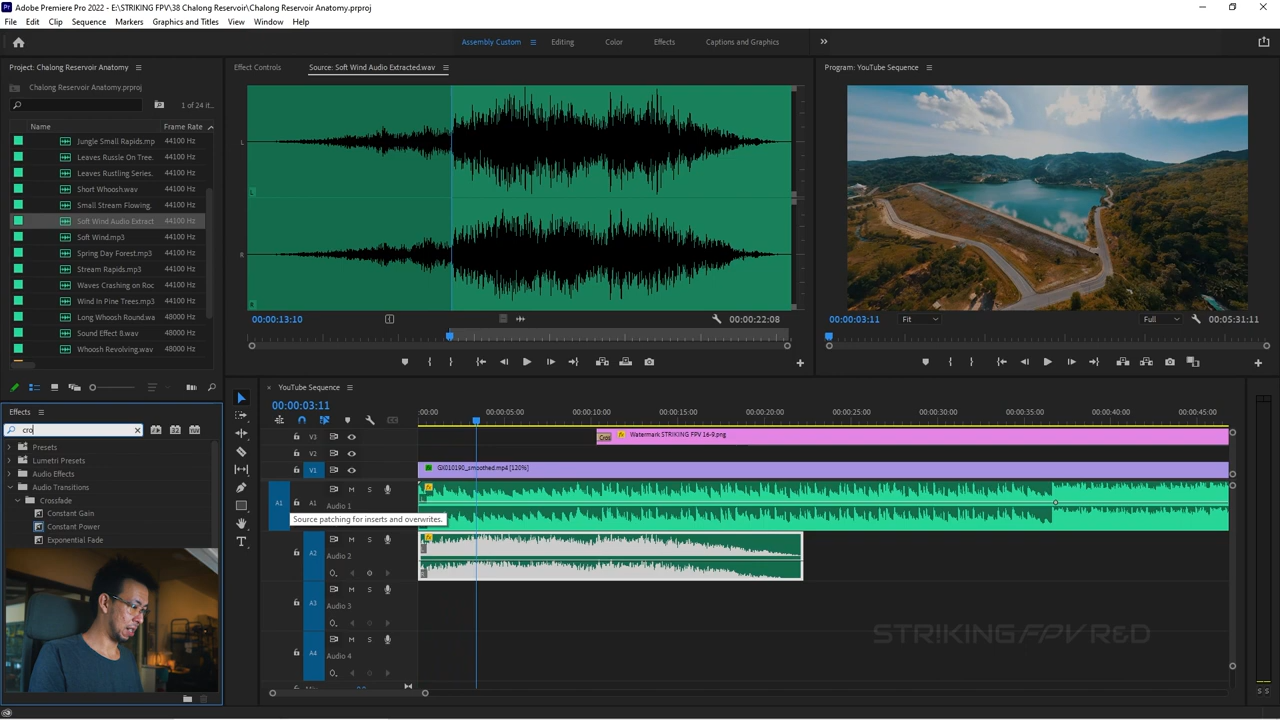 Adobe Premiere Pro 2022 - E:\STRIKING FPV\38 Chalong Reservoir\Chalong Reservoir Anatomy.prproj
File Edit Clip Sequence Markers Graphics and Titles View Window Help
Assembly Custom Editing Color Effects Captions and Graphics
Project: Chalong Reservoir Anatomy
Chalong Reservoir Anatomy.prproj
1 of 24 it...
Name Frame Rate
Jungle Small Rapids.mp 44100 Hz
Leaves Russle On Tree. 44100 Hz
Leaves Rustling Series. 44100 Hz
Short Whoosh.wav 44100 Hz
Small Stream Flowing. 44100 Hz
Soft Wind Audio Extract 44100 Hz
Soft Wind.mp3 44100 Hz
Spring Day Forest.mp3 44100 Hz
Stream Rapids.mp3 44100 Hz
Waves Crashing on Roc 44100 Hz
Wind In Pine Trees.mp3 44100 Hz
Long Whoosh Round.wa 48000 Hz
Sound Effect 8.wav 48000 Hz
Whoosh Revolving.wav 48000 Hz
Effect Controls Source: Soft Wind Audio Extracted.wav
L
R
00:00:13:10 00:00:22:08
Program: YouTube Sequence
00:00:03:11 Fit Full 00:05:31:11
Effects
cro
Presets
Lumetri Presets
Audio Effects
Audio Transitions
Crossfade
Constant Gain
Constant Power
Exponential Fade
YouTube Sequence
00:00:03:11
:00:00 00:00:05:00 00:00:10:00 00:00:15:00 00:00:20:00 00:00:25:00 00:00:30:00 00:00:35:00 00:00:40:00 00:00:45:00
V3 Cros fx Watermark STRIKING FPV 16-9.png
V2
V1 GX010190_smoothed.mp4 [120%]
A1 A1 M S
Audio 1
Source patching for inserts and overwrites.
A2 M S
Audio 2
A3 M S
Audio 3
A4 M S
Audio 4
STR!KING FPV R&D
S S